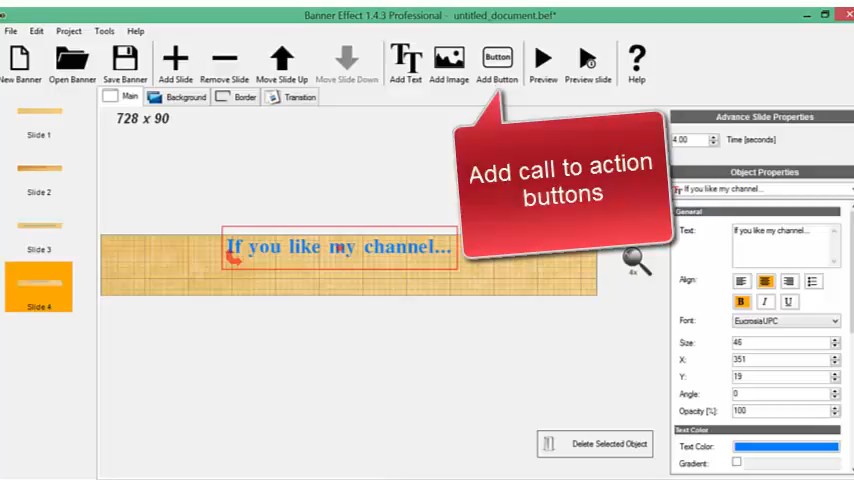 Banner Effect 1.4.3 Professional - untitled_document.bef*
File Edit Project Tools Help
New Banner Open Banner Save Banner Add Slide Remove Slide Move Slide Up Move Slide Down Add Text Add Image Button Add Button Preview Preview slide Help
Main Background Border Transition
728 x 90
Slide 1
Slide 2
Slide 3
Slide 4
Add call to action
buttons
If you like my channel...
4x
Delete Selected Object
Advance Slide Properties
4.00 Time [seconds]
Object Properties
If you like my channel...
General
Text: If you like my channel...
Align:
B I U
Font: EucrosiaUPC
Size: 46
X: 351
Y: 19
Angle: 0
Opacity [%]: 100
Text Color
Text Color:
Gradient: